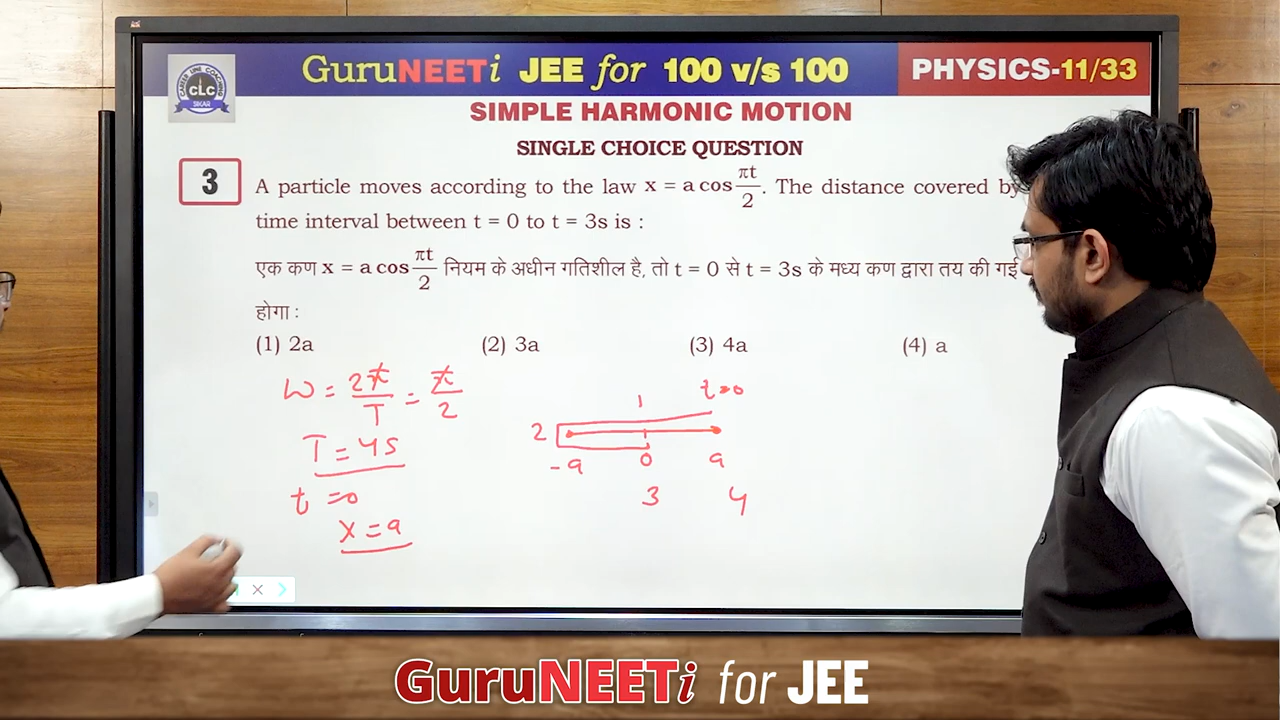 GuruNEETi JEE for 100 v/s 100
PHYSICS-11/33
CLC
SIKAR
SIMPLE HARMONIC MOTION
SINGLE CHOICE QUESTION
3
A particle moves according to the law x = a cos πt/2. The distance covered by
time interval between t = 0 to t = 3s is :
एक कण x = a cos πt/2 नियम के अधीन गतिशील है, तो t = 0 से t = 3s के मध्य कण द्वारा तय की गई
होगा :
(1) 2a (2) 3a (3) 4a (4) a
ω = 2π/T = π/2
T = 4s
t = 0
x = a
1 t=0
2
-a 0 a
3 4
GuruNEETi for JEE